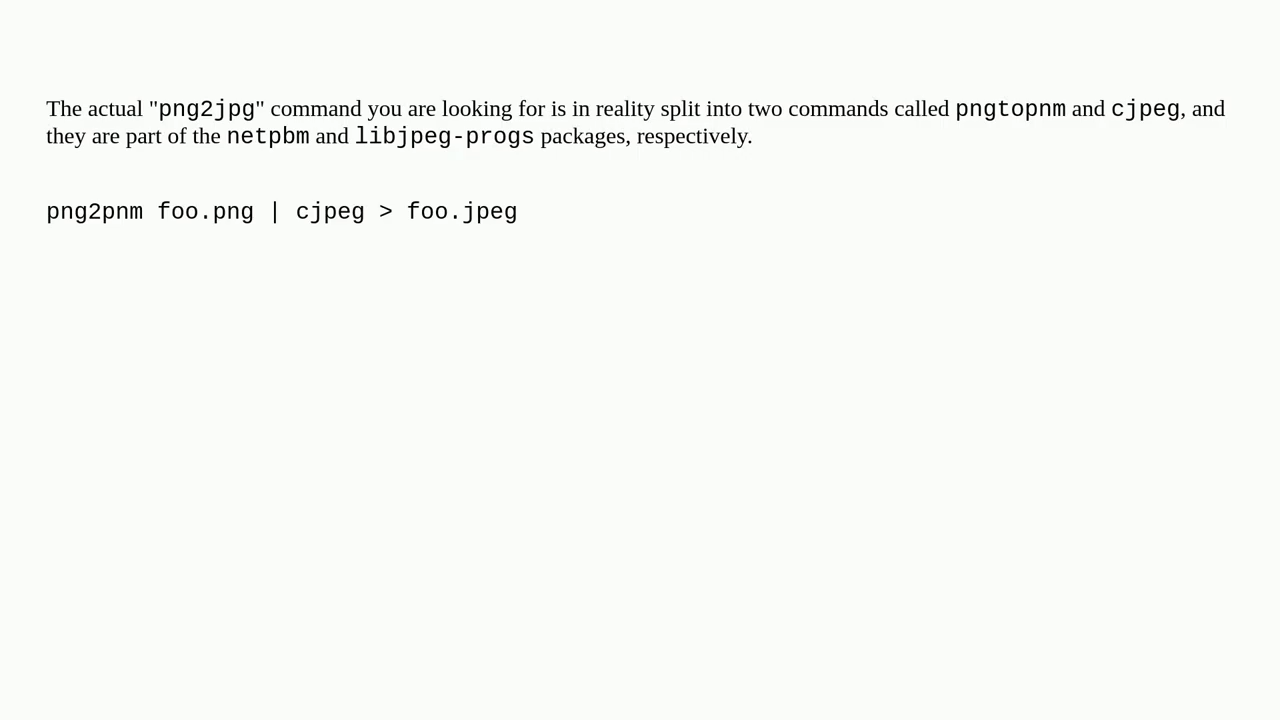 The actual "png2jpg" command you are looking for is in reality split into two commands called pngtopnm and cjpeg, and
they are part of the netpbm and libjpeg-progs packages, respectively.
png2pnm foo.png | cjpeg > foo.jpeg